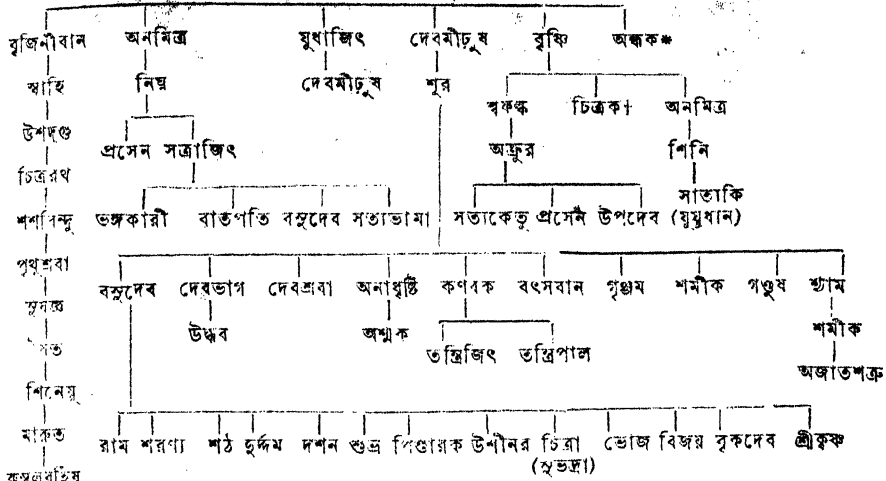 বৃজিনীবান অনমিত্র যুধাজিৎ দেবমীঢ়ুষ বৃষ্ণি অন্ধক*
স্বাহি নিঘ্ন দেবমীঢ়ুষ শূর
শ্বফল্ক চিত্রক† অনমিত্র
উশদ্গু
প্রসেন সত্রাজিৎ অক্রূর শিনি
চিত্ররথ
সাত্যকি
শশবিন্দু ভঙ্গকারী বাতপতি বসুদেব সত্যভামা সত্যকেতু প্রসেন উপদেব (যুযুধান)
পৃথুশ্রবা
বসুদেব দেবভাগ দেবশ্রবা অনাধৃষ্টি কণবক বৎসবান গৃঞ্জম শমীক গণ্ডুষ শ্যাম
উদ্ধব অশ্মক শমীক
তন্ত্রিজিৎ তন্ত্রিপাল
অজাতশত্রু
শিনেয়ু
মারুত
রাম শরণ্য শঠ দুর্দ্দম দশন শুভ্র পিণ্ডারক উশীনর চিত্রা ভোজ বিজয় বৃকদেব শ্রীকৃষ্ণ
(সুভদ্রা)